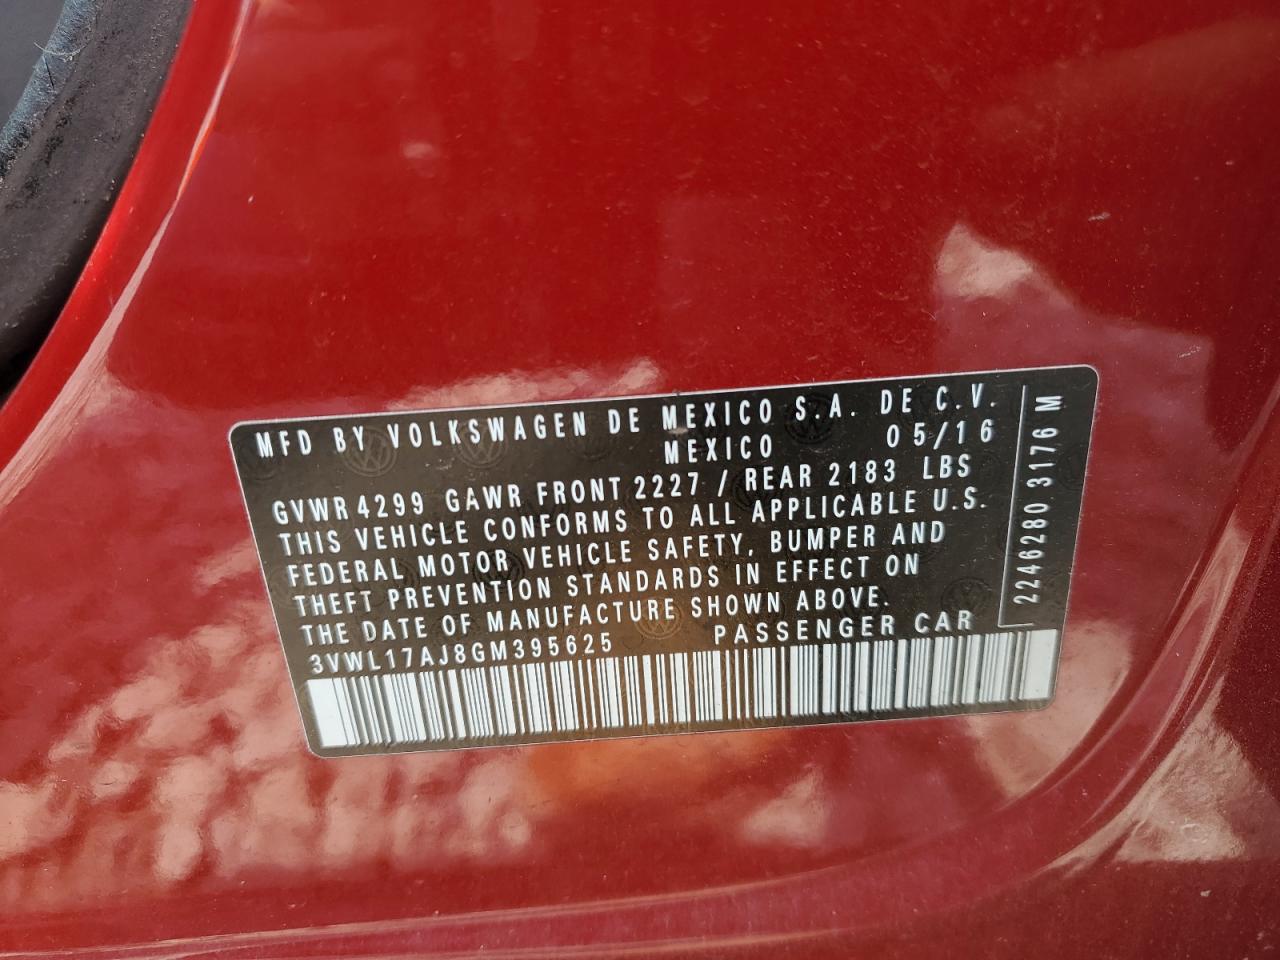 MFD BY VOLKSWAGEN DE MEXICO S.A. DE C.V.
MEXICO 05/16
GVWR 4299 GAWR FRONT 2227 / REAR 2183 LBS
THIS VEHICLE CONFORMS TO ALL APPLICABLE U.S.
FEDERAL MOTOR VEHICLE SAFETY, BUMPER AND
THEFT PREVENTION STANDARDS IN EFFECT ON
THE DATE OF MANUFACTURE SHOWN ABOVE.
3VWL17AJ8GM395625 PASSENGER CAR
2246280 3176 M